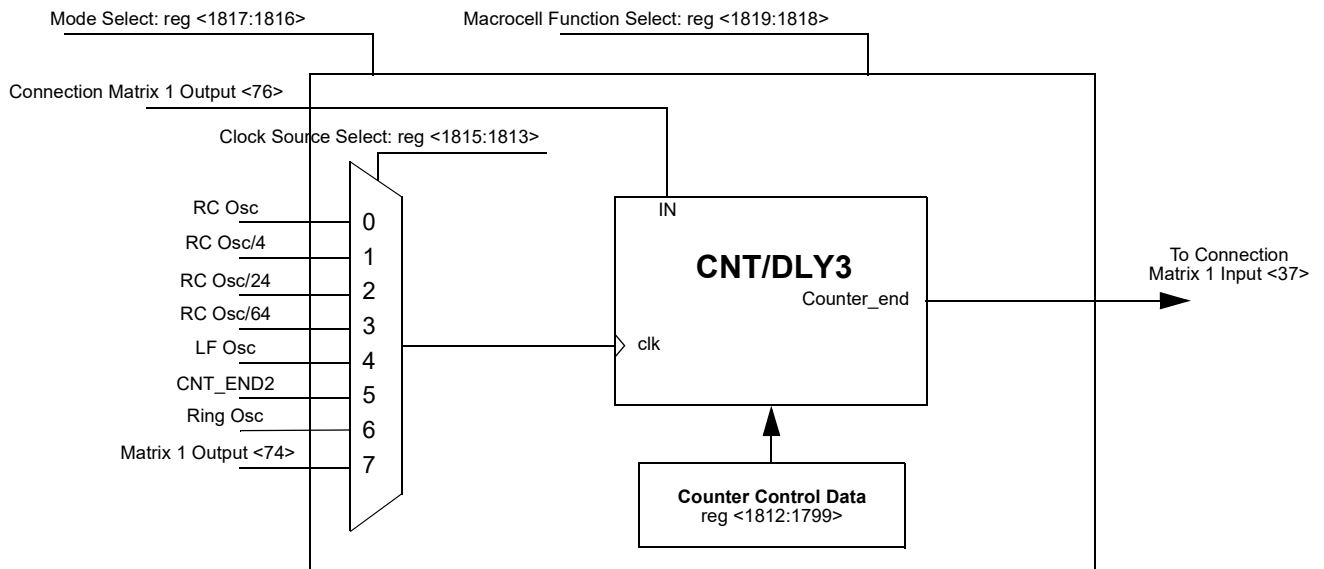 Mode Select: reg <1817:1816>
Macrocell Function Select: reg <1819:1818>
Connection Matrix 1 Output <76>
Clock Source Select: reg <1815:1813>
RC Osc
0
RC Osc/4
1
RC Osc/24
2
RC Osc/64
3
LF Osc
4
CNT_END2
5
Ring Osc
6
Matrix 1 Output <74>
7
IN
CNT/DLY3
Counter_end
clk
To Connection
Matrix 1 Input <37>
Counter Control Data
reg <1812:1799>